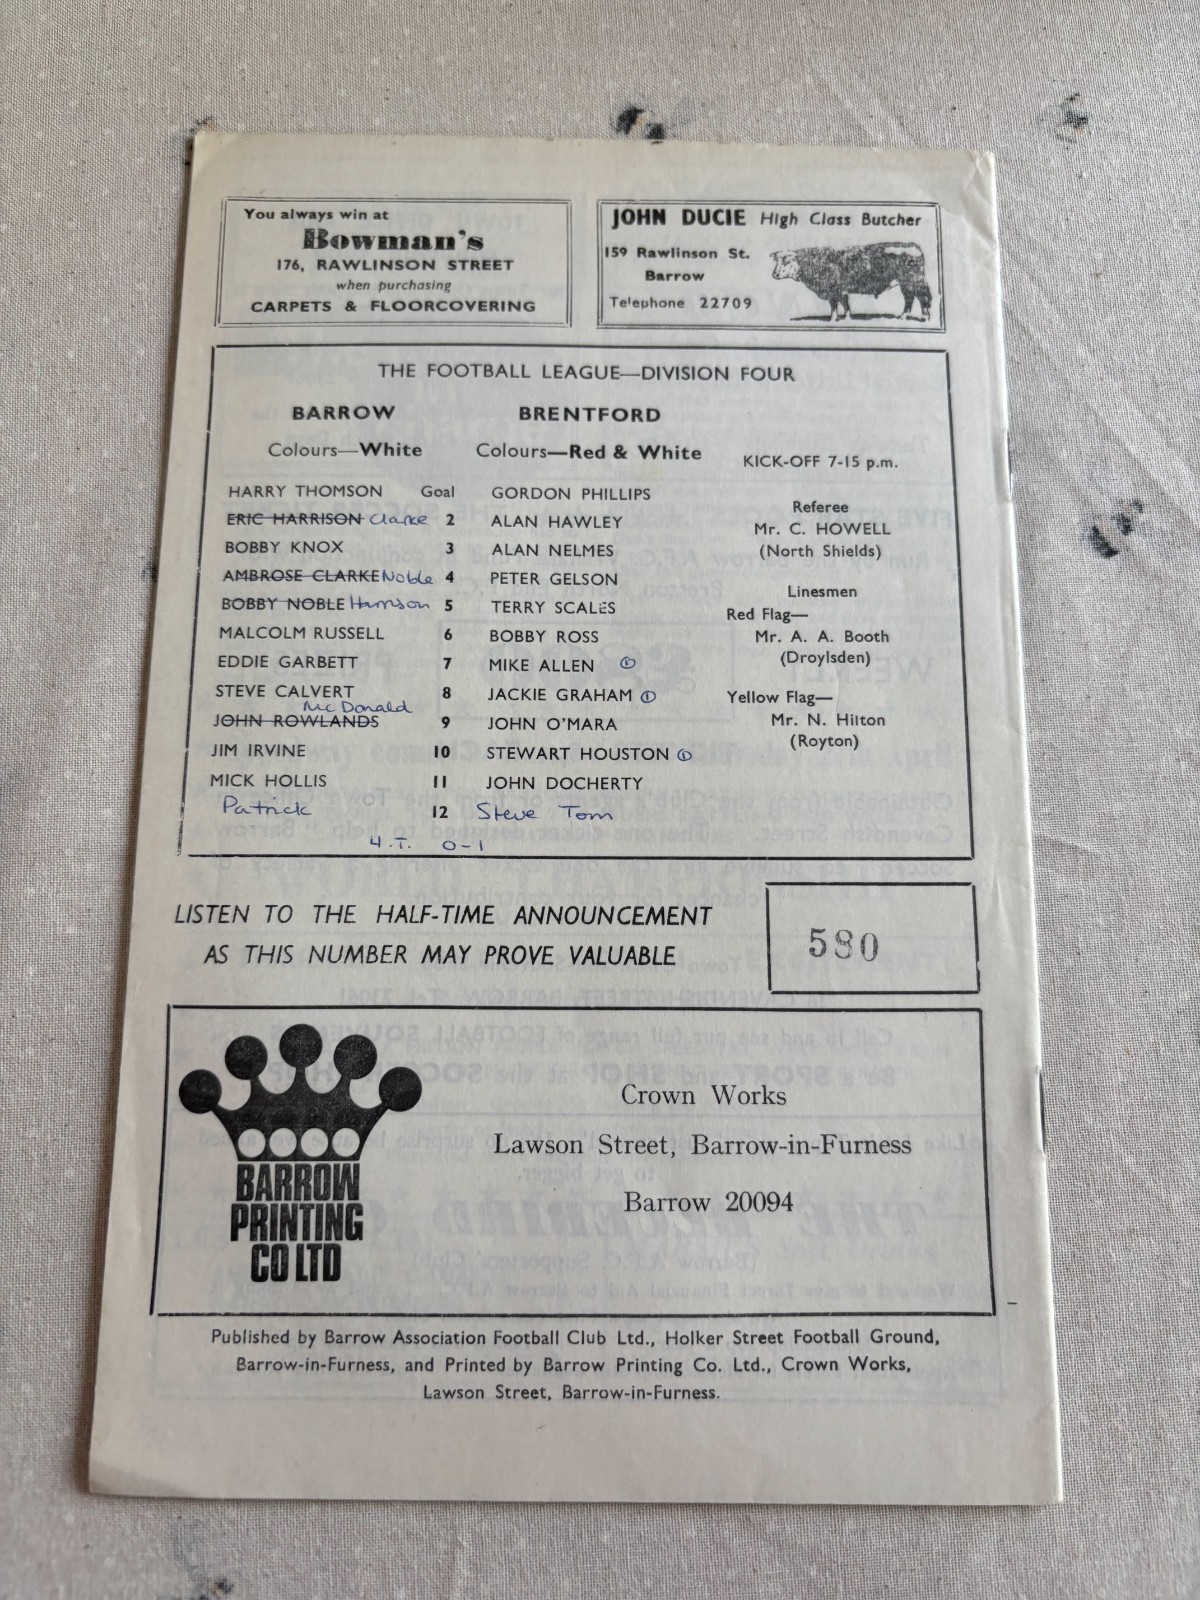 You always win at
Bowman's
176, RAWLINSON STREET
when purchasing
CARPETS & FLOORCOVERING
JOHN DUCIE High Class Butcher
159 Rawlinson St.
Barrow
Telephone 22709
THE FOOTBALL LEAGUE—DIVISION FOUR
BARROW BRENTFORD
Colours—White Colours—Red & White KICK-OFF 7-15 p.m.
HARRY THOMSON Goal GORDON PHILLIPS
ERIC HARRISON Clarke 2 ALAN HAWLEY
BOBBY KNOX 3 ALAN NELMES
AMBROSE CLARKE Noble 4 PETER GELSON
BOBBY NOBLE Harrison 5 TERRY SCALES
MALCOLM RUSSELL 6 BOBBY ROSS
EDDIE GARBETT 7 MIKE ALLEN ①
STEVE CALVERT 8 JACKIE GRAHAM ①
McDonald
JOHN ROWLANDS 9 JOHN O'MARA
JIM IRVINE 10 STEWART HOUSTON ①
MICK HOLLIS 11 JOHN DOCHERTY
Patrick 12 Steve Tom
H.T. 0-1
Referee
Mr. C. HOWELL
(North Shields)
Linesmen
Red Flag—
Mr. A. A. Booth
(Droylsden)
Yellow Flag—
Mr. N. Hilton
(Royton)
LISTEN TO THE HALF-TIME ANNOUNCEMENT
AS THIS NUMBER MAY PROVE VALUABLE
580
BARROW
PRINTING
CO LTD
Crown Works
Lawson Street, Barrow-in-Furness
Barrow 20094
Published by Barrow Association Football Club Ltd., Holker Street Football Ground,
Barrow-in-Furness, and Printed by Barrow Printing Co. Ltd., Crown Works,
Lawson Street, Barrow-in-Furness.